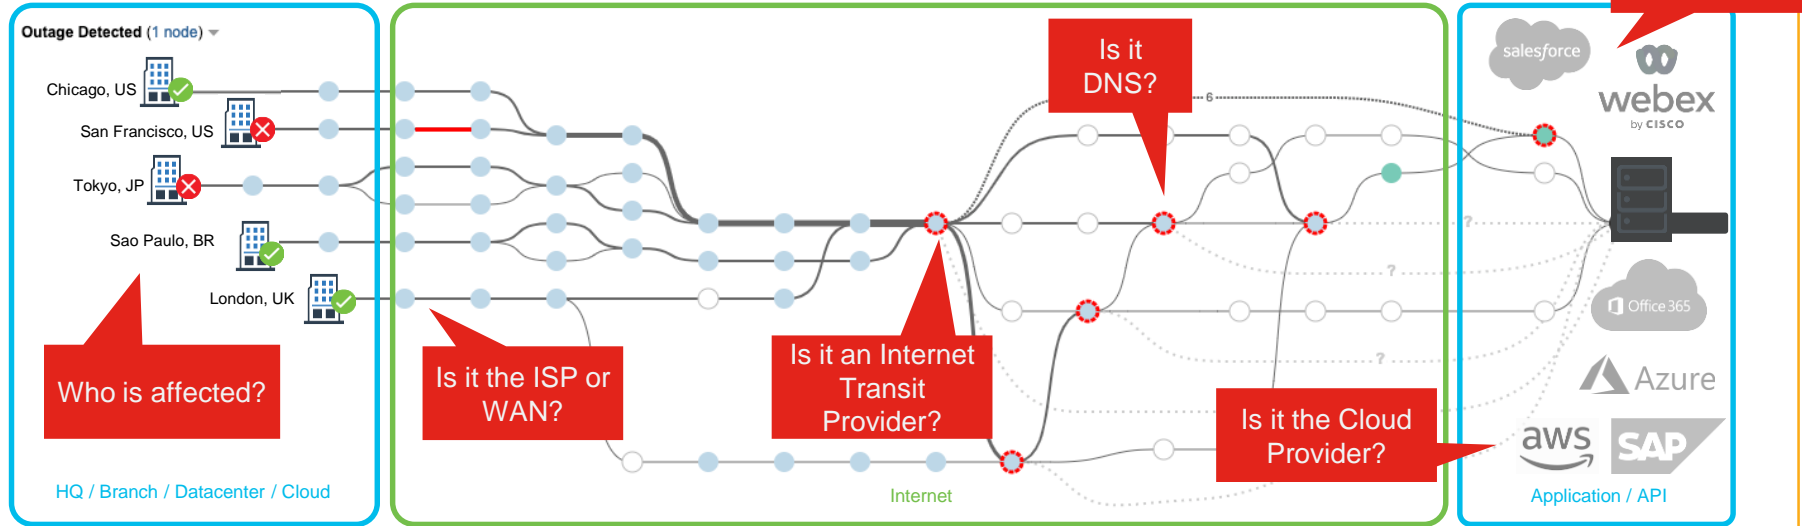 Outage Detected (1 node)
Chicago, US
San Francisco, US
Tokyo, JP
Sao Paulo, BR
London, UK
Who is affected?
HQ / Branch / Datacenter / Cloud
Is it the ISP or
WAN?
Is it an Internet
Transit
Provider?
Is it
DNS?
6
?
?
?
Is it the Cloud
Provider?
Internet
salesforce
webex
by CISCO
Office 365
Azure
aws
SAP
Application / API